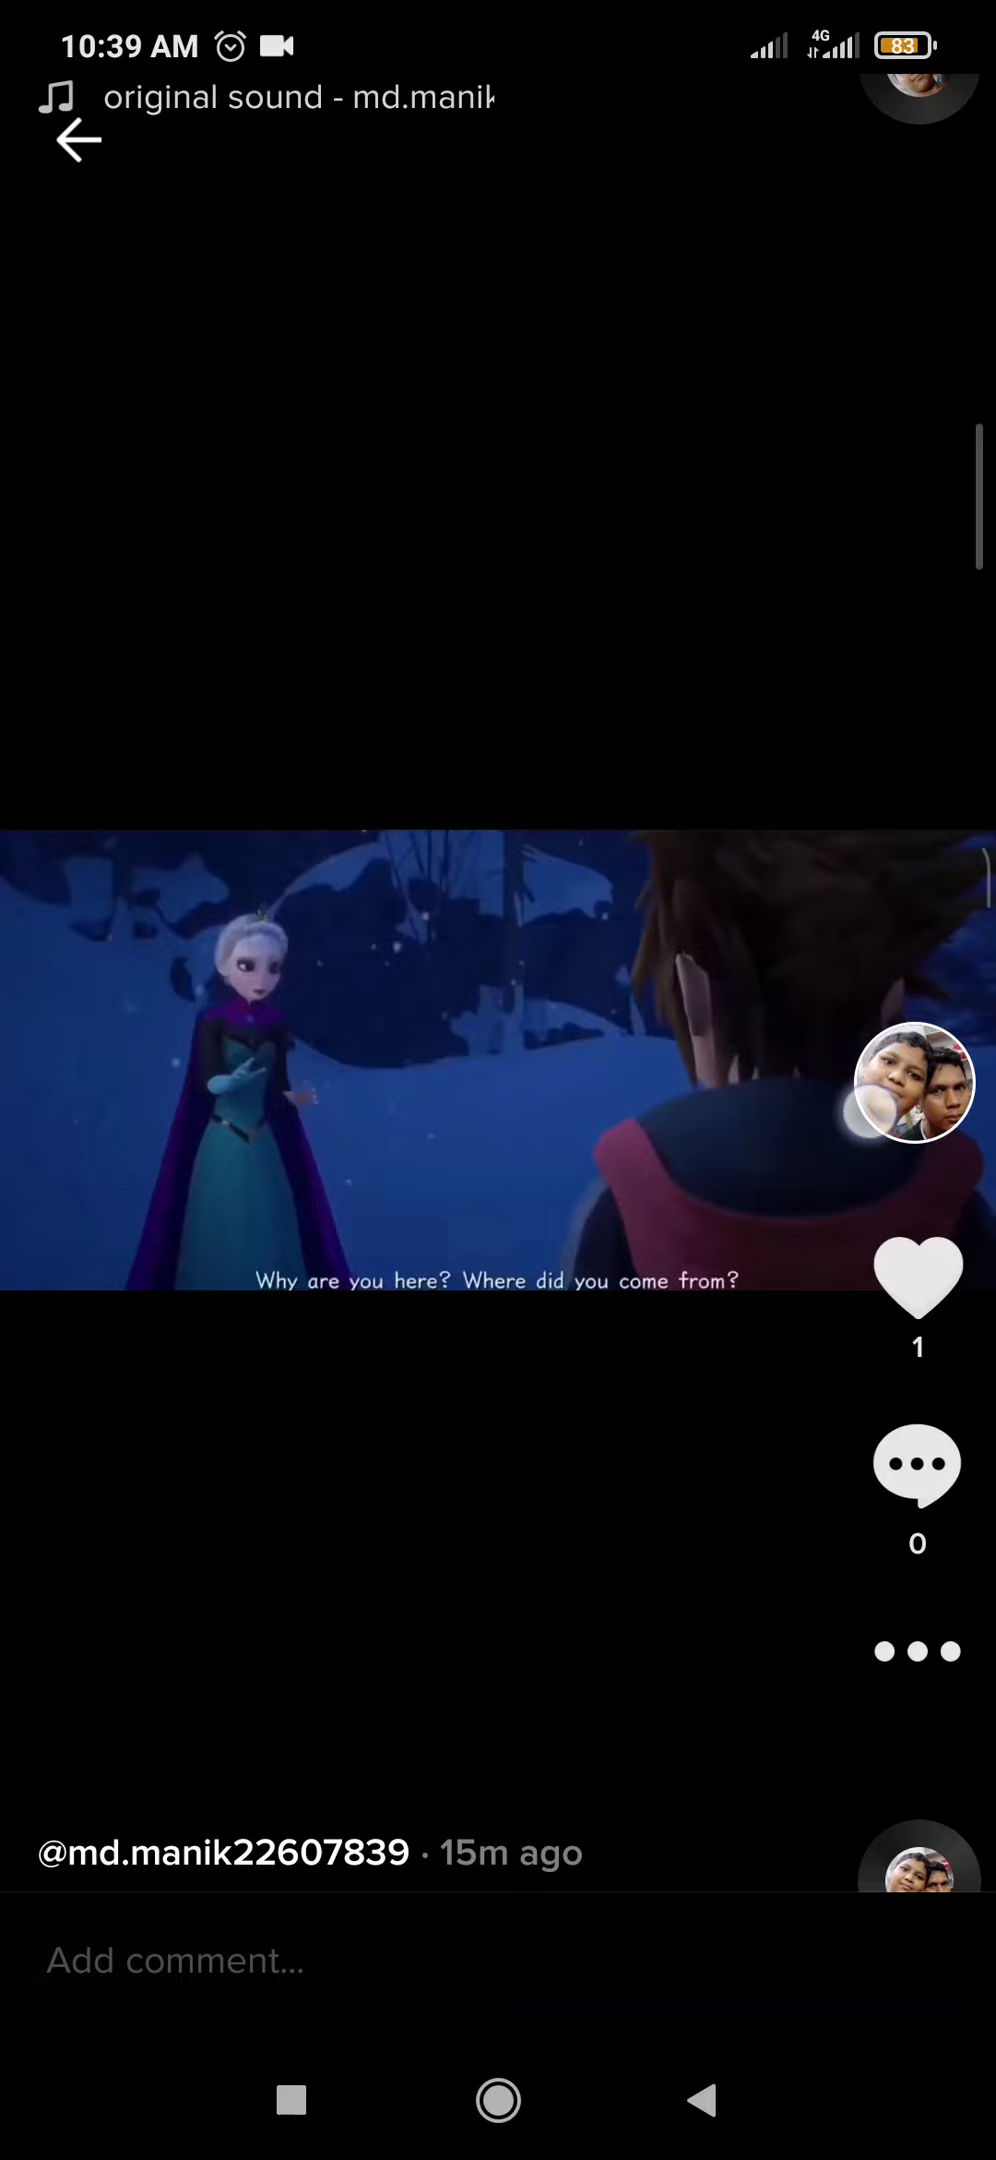 10:39 AM
4G
83
original sound - md.manik
Why are you here? Where did you come from?
1
0
@md.manik22607839 · 15m ago
Add comment...